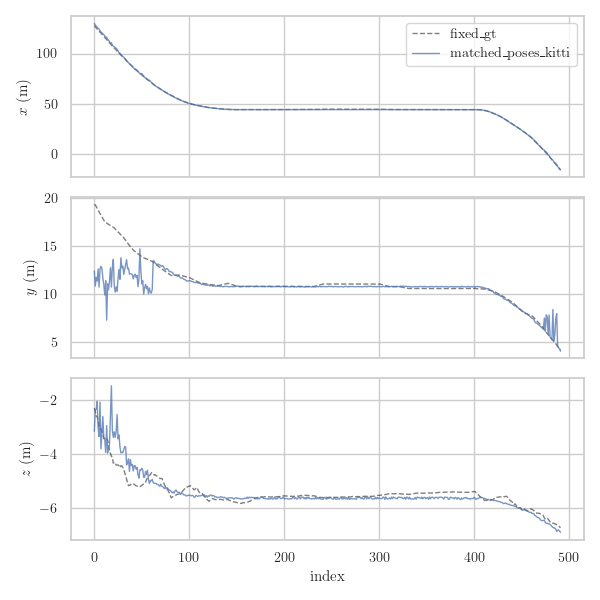 fixed_gt
matched_poses_kitti
x (m)
100
50
0
y (m)
20
15
10
5
z (m)
−2
−4
−6
0 100 200 300 400 500
index